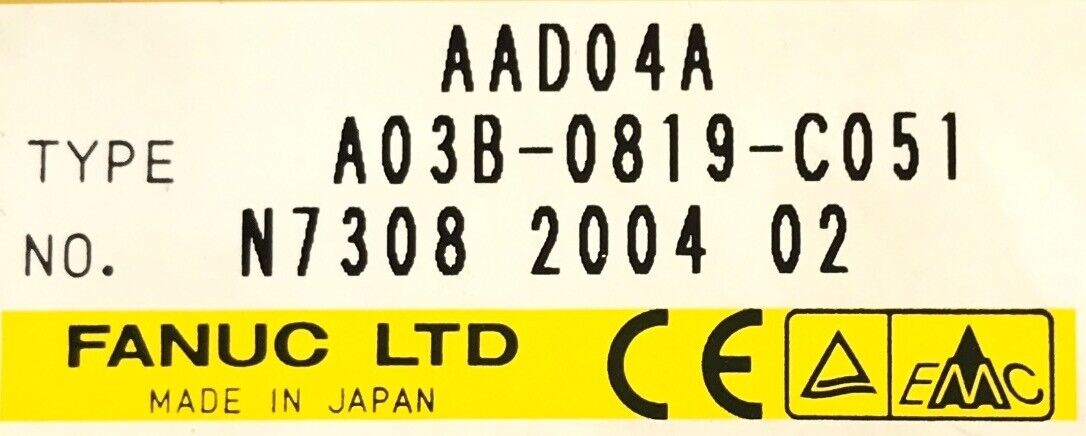 AAD04A
TYPE A03B-0819-C051
NO. N7308 2004 02
FANUC LTD CE EMC
MADE IN JAPAN